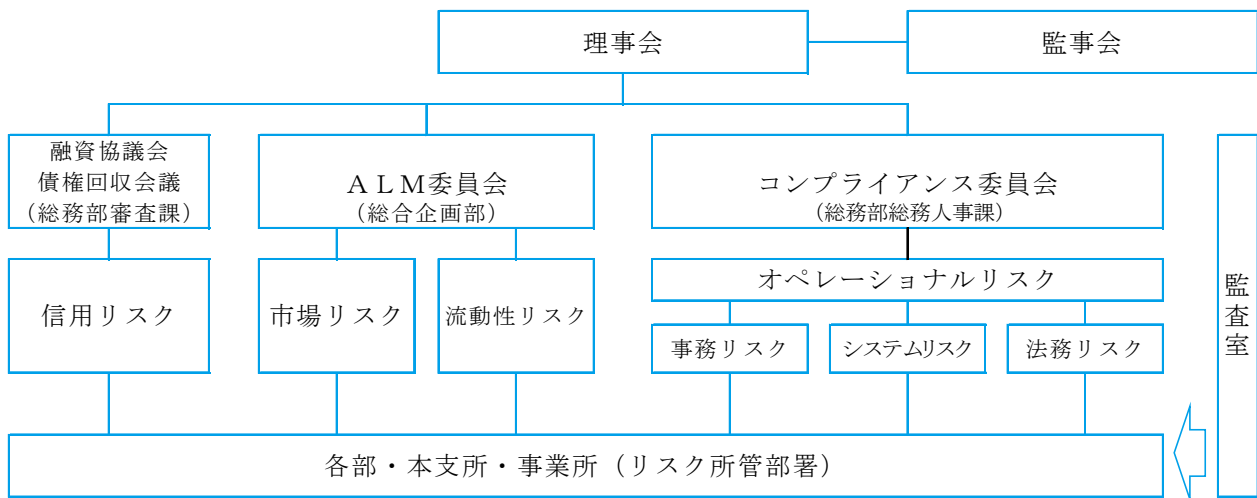 理事会
監事会
融資協議会
債権回収会議
（総務部審査課）
ＡＬＭ委員会
（総合企画部）
コンプライアンス委員会
（総務部総務人事課）
信用リスク
市場リスク
流動性リスク
オペレーショナルリスク
事務リスク
システムリスク
法務リスク
監査室
各部・本支所・事業所（リスク所管部署）